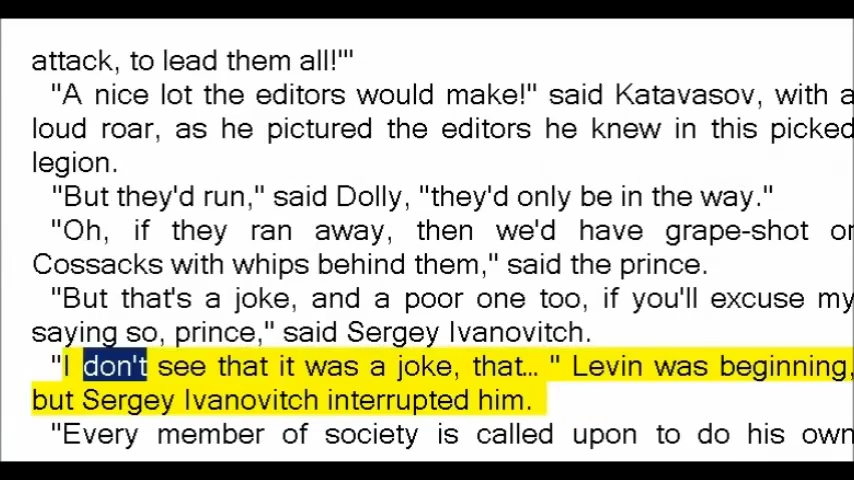 attack, to lead them all!'"
"A nice lot the editors would make!" said Katavasov, with a
loud roar, as he pictured the editors he knew in this picked
legion.
"But they'd run," said Dolly, "they'd only be in the way."
"Oh, if they ran away, then we'd have grape-shot or
Cossacks with whips behind them," said the prince.
"But that's a joke, and a poor one too, if you'll excuse my
saying so, prince," said Sergey Ivanovitch.
"I don't see that it was a joke, that... " Levin was beginning,
but Sergey Ivanovitch interrupted him.
"Every member of society is called upon to do his own